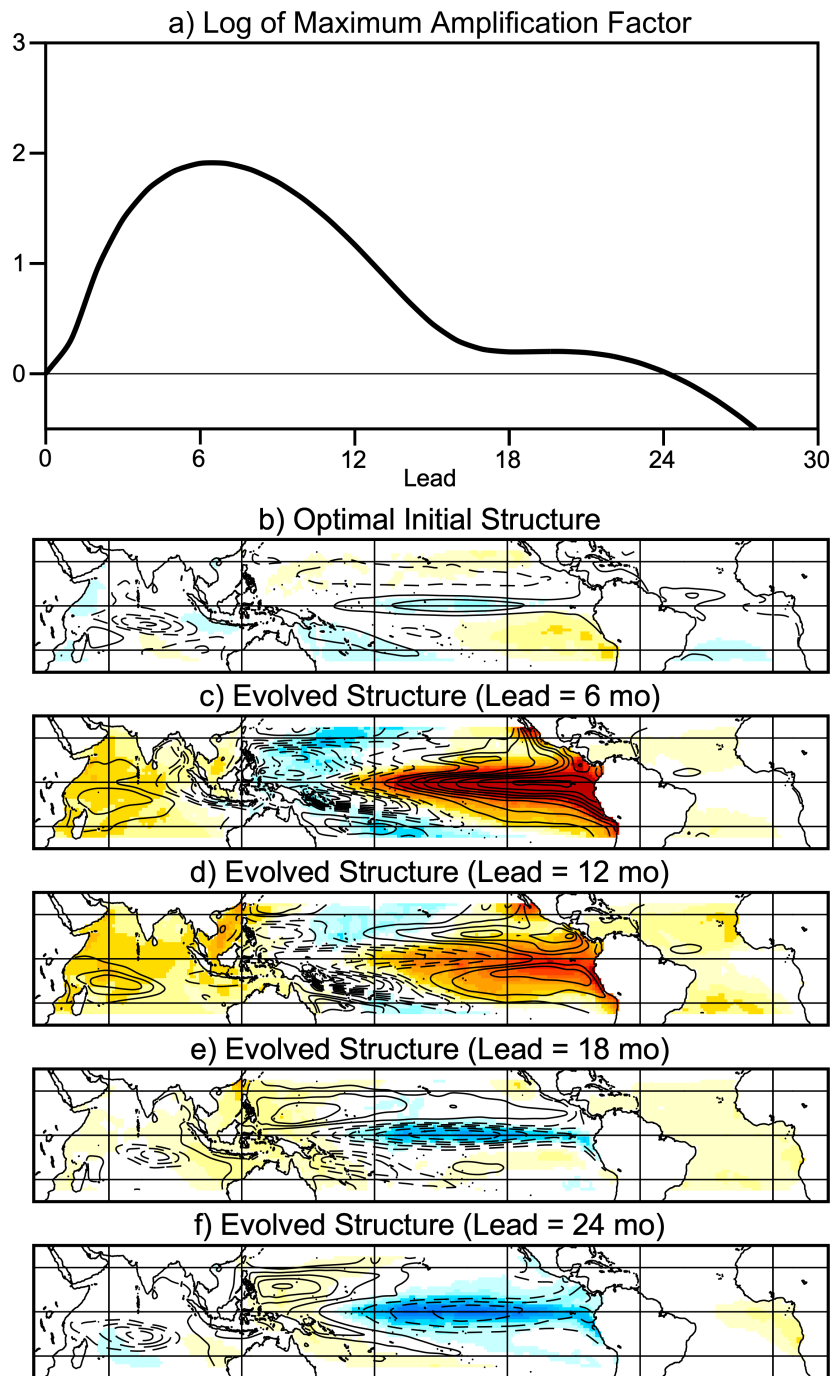 a) Log of Maximum Amplification Factor
3
2
1
0
0 6 12 18 24 30
Lead
b) Optimal Initial Structure
c) Evolved Structure (Lead = 6 mo)
d) Evolved Structure (Lead = 12 mo)
e) Evolved Structure (Lead = 18 mo)
f) Evolved Structure (Lead = 24 mo)